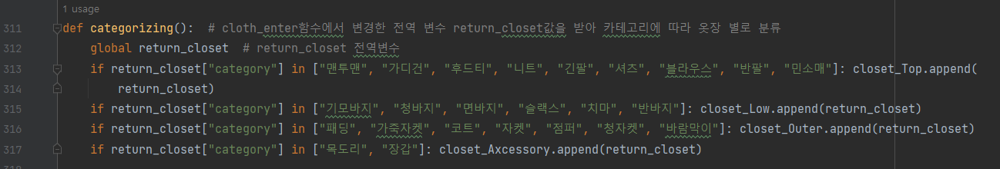 1 usage
311 def categorizing():  # cloth_enter함수에서 변경한 전역 변수 return_closet값을 받아 카테고리에 따라 옷장 별로 분류
312 global return_closet  # return_closet 전역변수
313 if return_closet["category"] in ["맨투맨", "가디건", "후드티", "니트", "긴팔", "셔츠", "블라우스", "반팔", "민소매"]: closet_Top.append(
314 return_closet)
315 if return_closet["category"] in ["기모바지", "청바지", "면바지", "슬랙스", "치마", "반바지"]: closet_Low.append(return_closet)
316 if return_closet["category"] in ["패딩", "가죽자켓", "코트", "자켓", "점퍼", "청자켓", "바람막이"]: closet_Outer.append(return_closet)
317 if return_closet["category"] in ["목도리", "장갑"]: closet_Axcessory.append(return_closet)